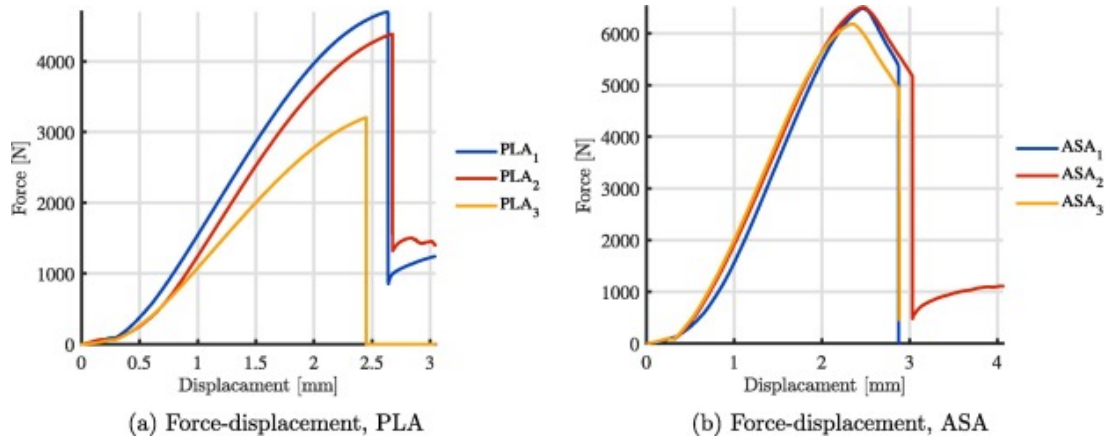 4000
3000
2000
1000
0
Force [N]
0 0.5 1 1.5 2 2.5 3
Displacament [mm]
PLA1
PLA2
PLA3
(a) Force-displacement, PLA
6000
5000
4000
3000
2000
1000
0
Force [N]
0 1 2 3 4
Displacament [mm]
ASA1
ASA2
ASA3
(b) Force-displacement, ASA